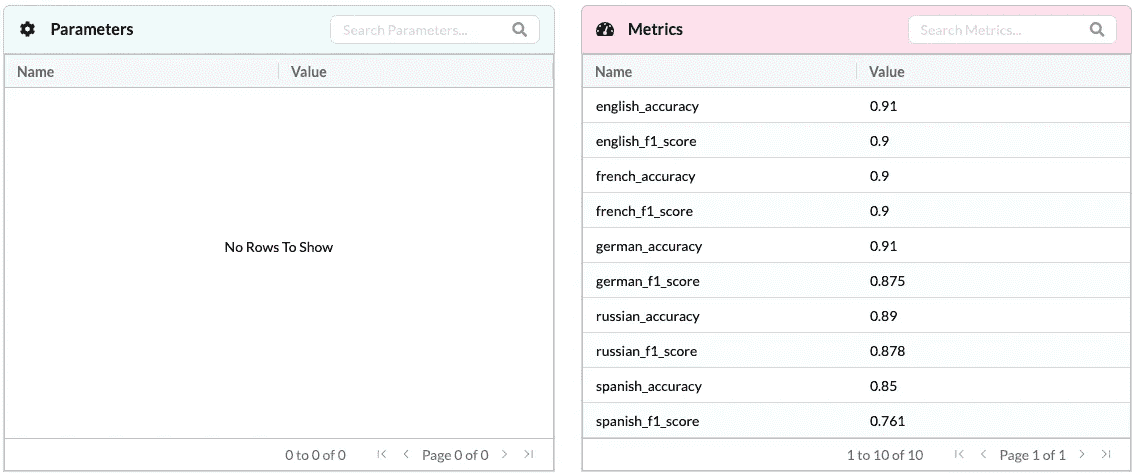 Parameters
Search Parameters...
Name Value
No Rows To Show
0 to 0 of 0 Page 0 of 0
Metrics
Search Metrics...
Name Value
english_accuracy 0.91
english_f1_score 0.9
french_accuracy 0.9
french_f1_score 0.9
german_accuracy 0.91
german_f1_score 0.875
russian_accuracy 0.89
russian_f1_score 0.878
spanish_accuracy 0.85
spanish_f1_score 0.761
1 to 10 of 10 Page 1 of 1